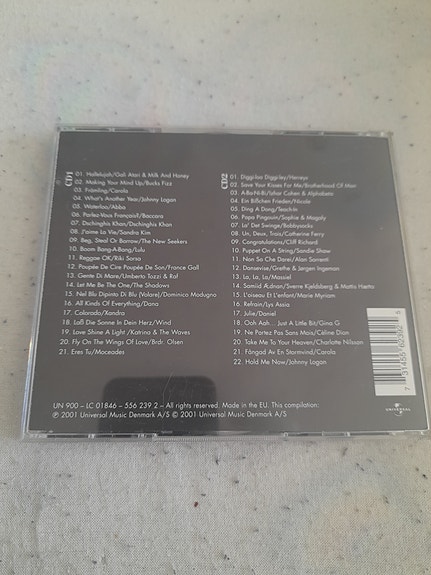 CD1
01. Hallelujah/Gali Atari & Milk And Honey
02. Making Your Mind Up/Bucks Fizz
03. Främling/Carola
04. What's Another Year/Johnny Logan
05. Waterloo/Abba
06. Parlez-Vous Français?/Baccara
07. Dschinghis Khan/Dschinghis Khan
08. J'aime La Vie/Sandra Kim
09. Beg, Steal Or Borrow/The New Seekers
10. Boom Bang-A-Bang/Lulu
11. Reggae OK/Riki Sorsa
12. Poupée De Cire Poupée De Son/France Gall
13. Gente Di Mare/Umberto Tozzi & Raf
14. Let Me Be The One/The Shadows
15. Nel Blu Dipinto Di Blu (Volare)/Dominico Modugno
16. All Kinds Of Everything/Dana
17. Colorado/Xandra
18. Laß Die Sonne In Dein Herz/Wind
19. Love Shine A Light/Katrina & The Waves
20. Fly On The Wings Of Love/Brdr. Olsen
21. Eres Tu/Mocedades
CD2
01. Diggi-loo Diggi-ley/Herreys
02. Save Your Kisses For Me/Brotherhood Of Man
03. A-Ba-Ni-Bi/Izhar Cohen & Alphabeta
04. Ein Bißchen Frieden/Nicole
05. Ding A Dong/Teach-In
06. Papa Pingouin/Sophie & Magaly
07. La' Det Swinge/Bobbysocks
08. Un, Deux, Trois/Catherine Ferry
09. Congratulations/Cliff Richard
10. Puppet On A String/Sandie Shaw
11. Non So Che Darei/Alan Sorrenti
12. Dansevise/Grethe & Jørgen Ingemann
13. La, La, La/Massiel
14. Samiid Ædnan/Sverre Kjeldsberg & Mattis Hætta
15. L'oiseau Et L'enfant/Marie Myriam
16. Refrain/Lys Assia
17. Julie/Daniel
18. Ooh Aah... Just A Little Bit/Gina G
19. Ne Partez Pas Sans Mois/Céline Dion
20. Take Me To Your Heaven/Charlotte Nilsson
21. Fångad Av En Stormvind/Carola
22. Hold Me Now/Johnny Logan
7 31455 62392 5
UN 900 - LC 01846 - 556 239 2 - All rights reserved. Made in the EU. This compilation:
℗ 2001 Universal Music Denmark A/S © 2001 Universal Music Denmark A/S
UNIVERSAL